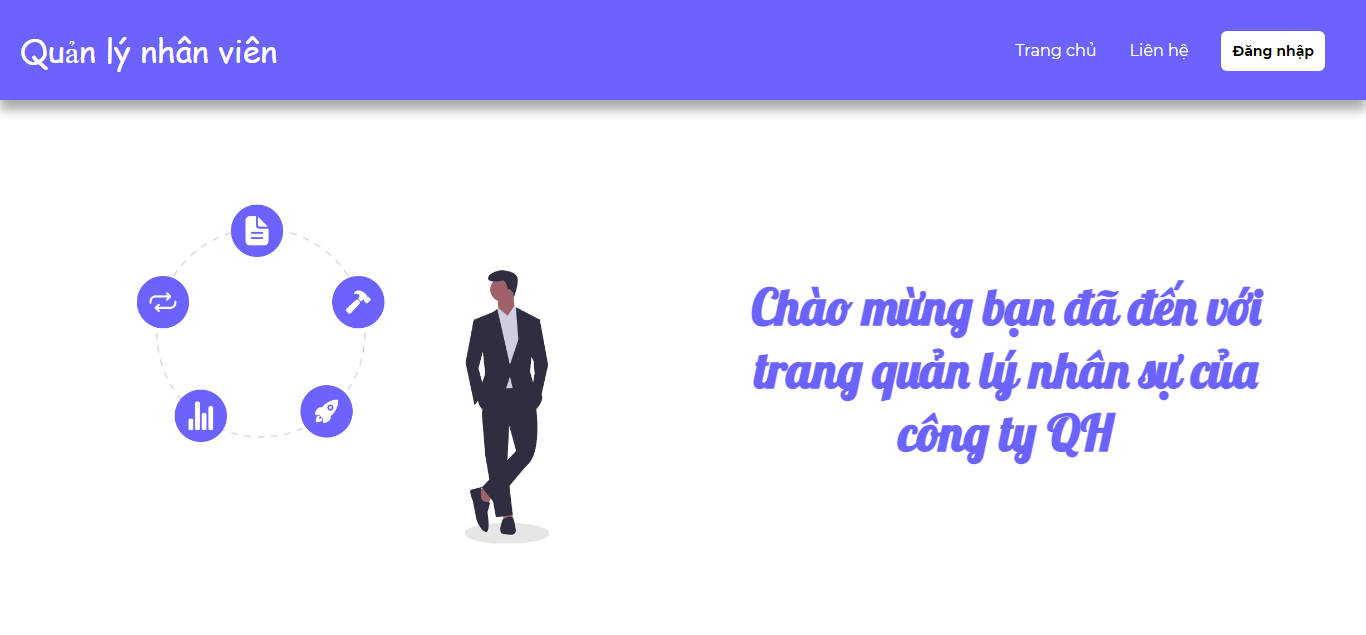 Quản lý nhân viên
Trang chủ
Liên hệ
Đăng nhập
Chào mừng bạn đã đến với
trang quản lý nhân sự của
công ty QH